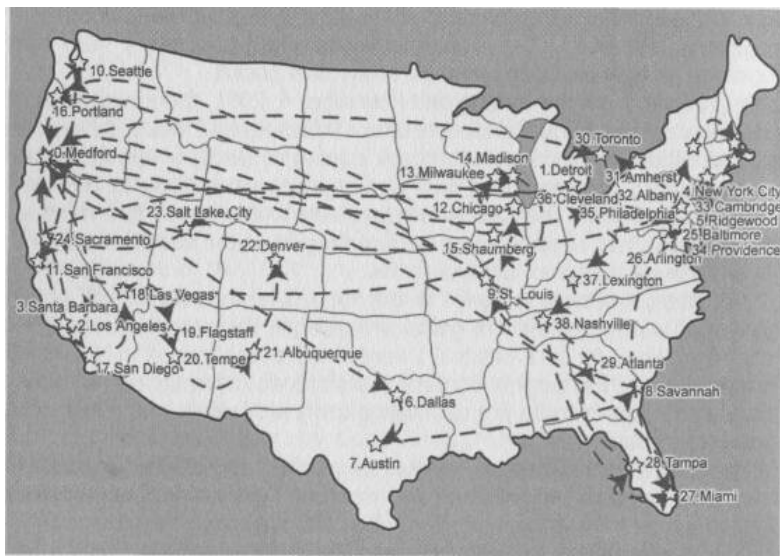 10.Seattle
16.Portland
0.Medford
30.Toronto
14.Madison
13.Milwaukee
1.Detroit
31.Amherst
36.Cleveland
32.Albany
4.New York City
12.Chicago
35.Philadelphia
33.Cambridge
5.Ridgewood
23.Salt Lake City
24.Sacramento
25.Baltimore
15.Shaumberg
34.Providence
22.Denver
26.Arlington
11.San Francisco
37.Lexington
18.Las Vegas
9.St. Louis
3.Santa Barbara
2.Los Angeles
19.Flagstaff
38.Nashville
20.Tempe
21.Albuquerque
17.San Diego
29.Atlanta
6.Dallas
8.Savannah
7.Austin
28.Tampa
27.Miami